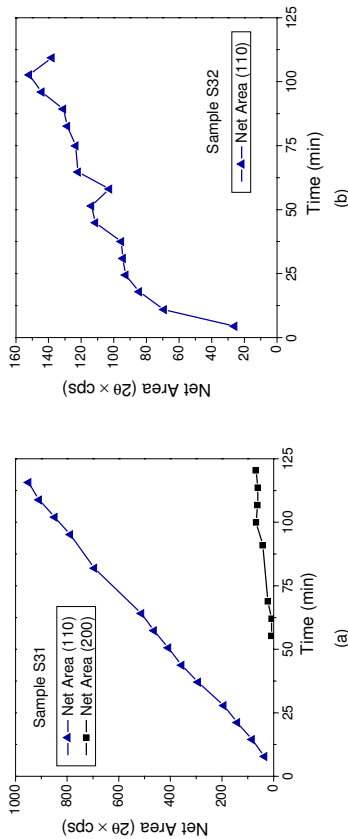 Sample S31
Net Area (110)
Net Area (200)
Net Area (2θ × cps)
1000
800
600
400
200
0
0 25 50 75 100 125
Time (min)
(a)
Sample S32
Net Area (110)
Net Area (2θ × cps)
160
140
120
100
80
60
40
20
0
0 25 50 75 100 125
Time (min)
(b)